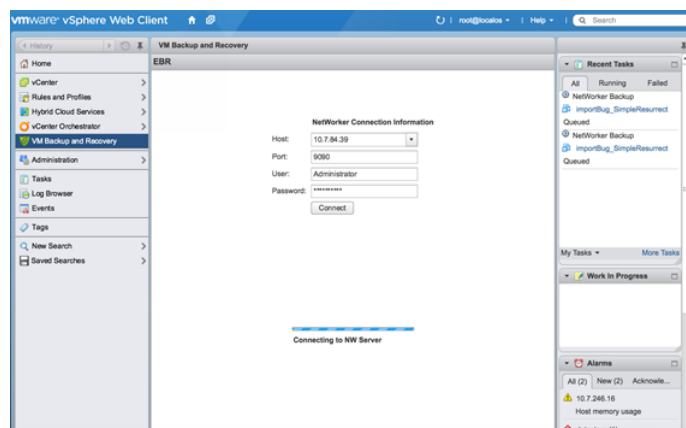 vmware® vSphere Web Client
root@localos
Help
Search
History
Home
vCenter
Rules and Profiles
Hybrid Cloud Services
vCenter Orchestrator
VM Backup and Recovery
Administration
Tasks
Log Browser
Events
Tags
New Search
Saved Searches
VM Backup and Recovery
EBR
NetWorker Connection Information
Host: 10.7.84.39
Port: 9090
User: Administrator
Password: **********
Connect
Connecting to NW Server
Recent Tasks
All Running Failed
NetWorker Backup
importBug_SimpleResurrect
Queued
NetWorker Backup
importBug_SimpleResurrect
Queued
My Tasks More Tasks
Work In Progress
Alarms
All (2) New (2) Acknowle...
10.7.246.16
Host memory usage